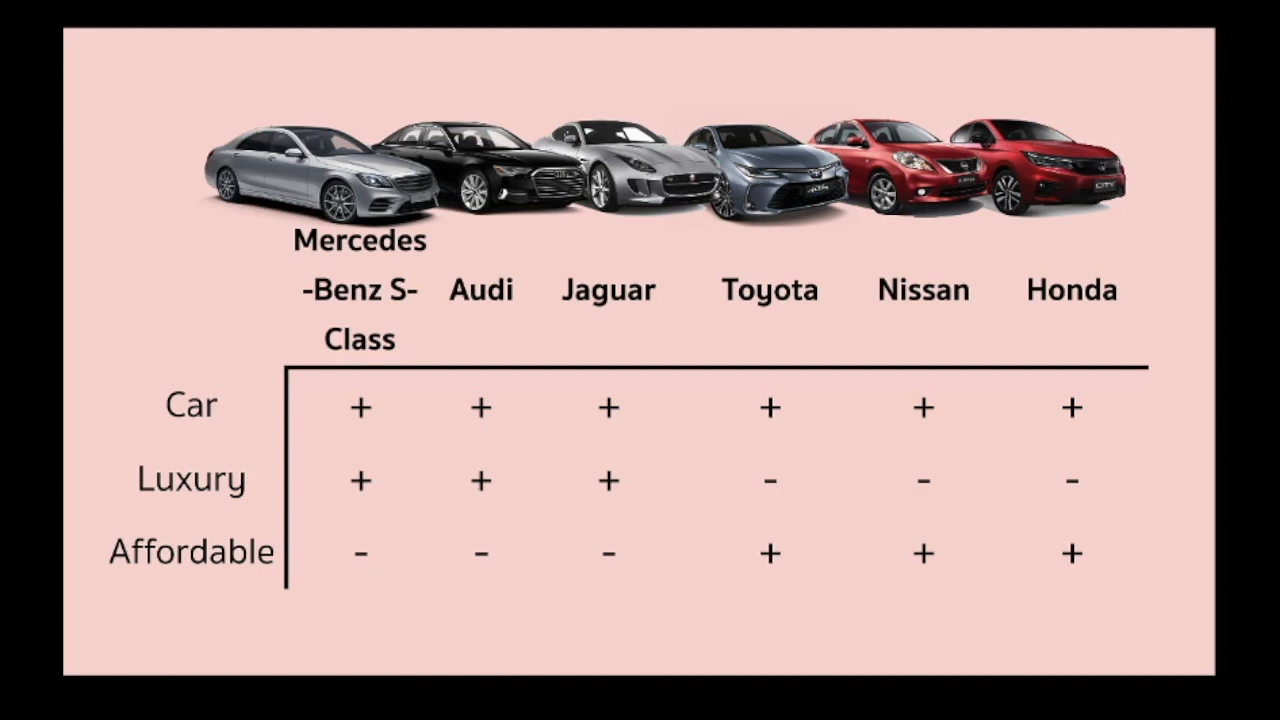 Mercedes
-Benz S-
Class
Audi
Jaguar
Toyota
Nissan
Honda
Car + + + + + +
Luxury + + + - - -
Affordable - - - + + +